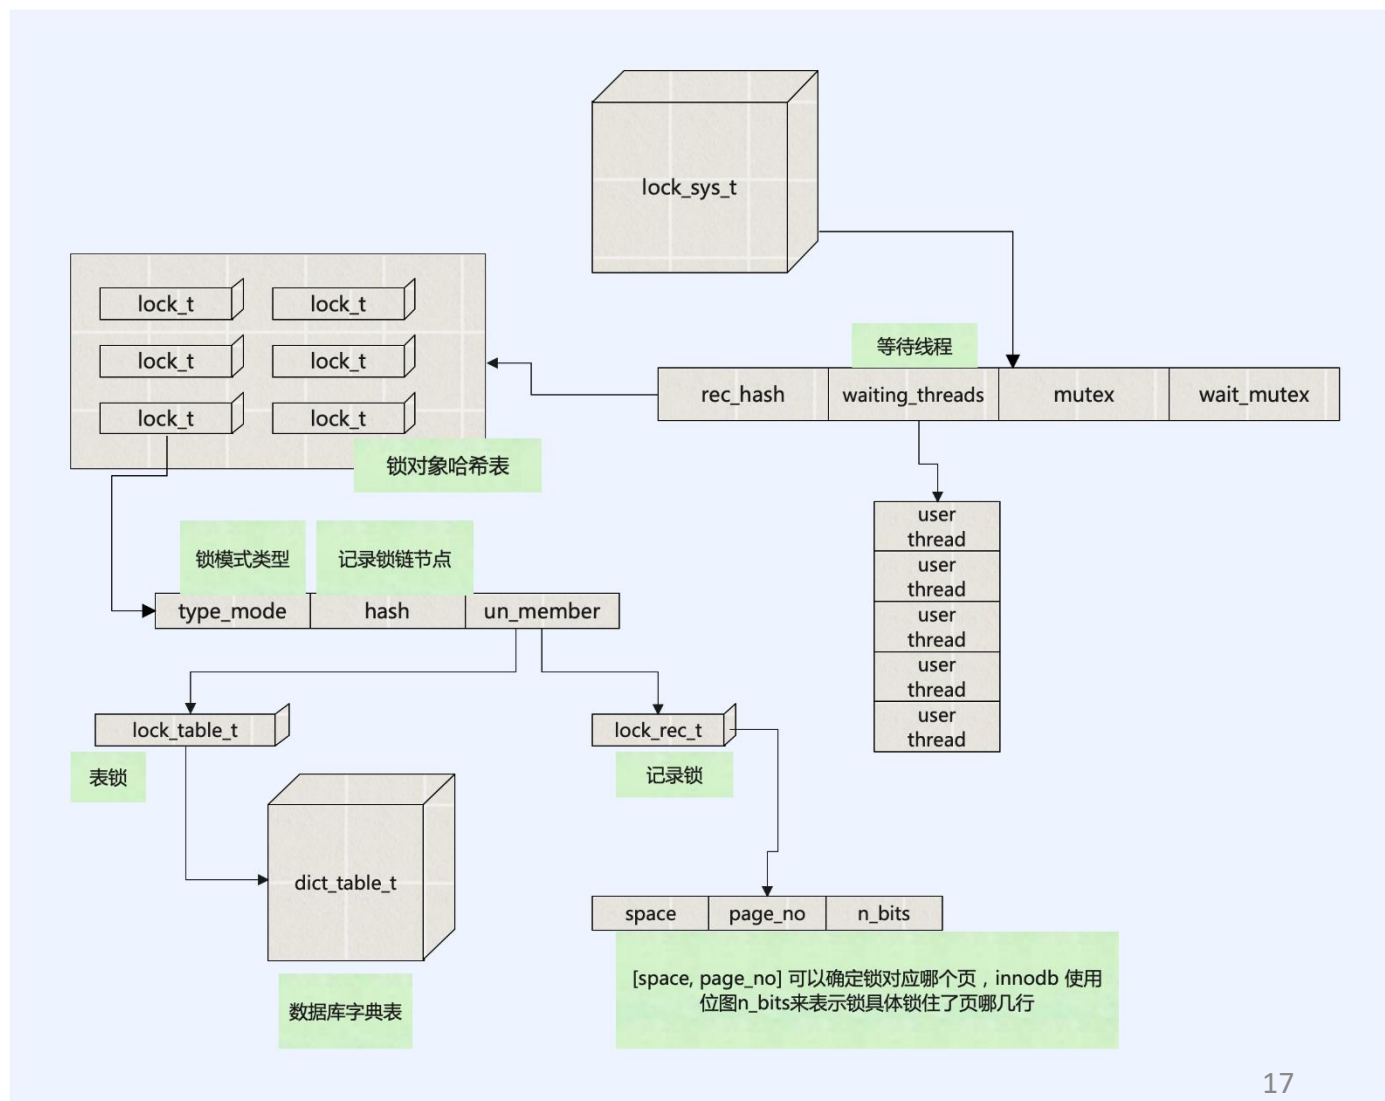 lock_sys_t
lock_t
lock_t
lock_t
lock_t
lock_t
lock_t
锁对象哈希表
等待线程
rec_hash
waiting_threads
mutex
wait_mutex
user
thread
user
thread
user
thread
user
thread
user
thread
锁模式类型
记录锁链节点
type_mode
hash
un_member
lock_table_t
表锁
lock_rec_t
记录锁
dict_table_t
数据库字典表
space
page_no
n_bits
[space, page_no] 可以确定锁对应哪个页，innodb 使用
位图n_bits来表示锁具体锁住了页哪几行
17